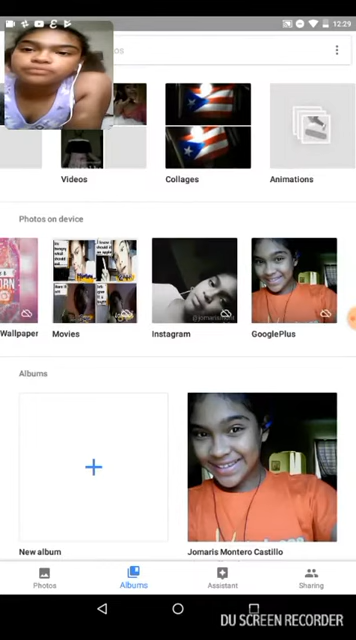 12:29
os
Videos
Collages
Animations
Photos on device
Wallpaper
Movies
Instagram
GooglePlus
Albums
New album
Jomaris Montero Castillo
Photos
Albums
Assistant
Sharing
DU SCREEN RECORDER